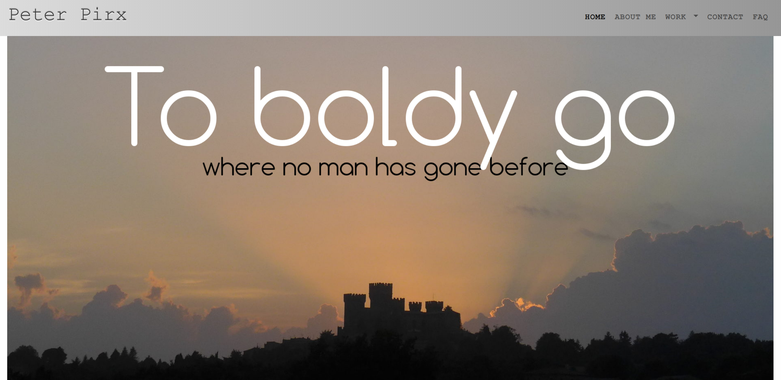 Peter Pirx
HOME ABOUT ME WORK CONTACT FAQ
To boldy go
where no man has gone before